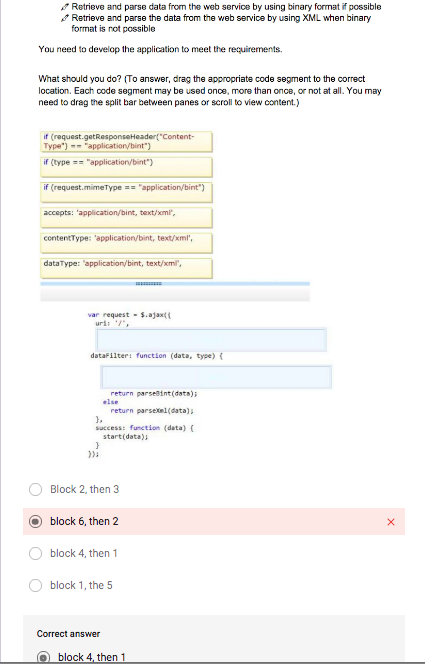 Retrieve and parse data from the web service by using binary format if possible
Retrieve and parse the data from the web service by using XML when binary
format is not possible
You need to develop the application to meet the requirements.
What should you do? (To answer, drag the appropriate code segment to the correct
location. Each code segment may be used once, more than once, or not at all. You may
need to drag the split bar between panes or scroll to view content.)
if (request.getResponseHeader("Content-
Type") == "application/bint")
if (type == "application/bint")
if (request.mimeType == "application/bint")
accepts: 'application/bint, text/xml',
contentType: 'application/bint, text/xml',
dataType: 'application/bint, text/xml',
var request = $.ajax({
uri: '/',
dataFilter: function (data, type) {
return parseBint(data);
else
return parseXml(data);
},
success: function (data) {
start(data);
}
});
Block 2, then 3
block 6, then 2
block 4, then 1
block 1, the 5
Correct answer
block 4, then 1